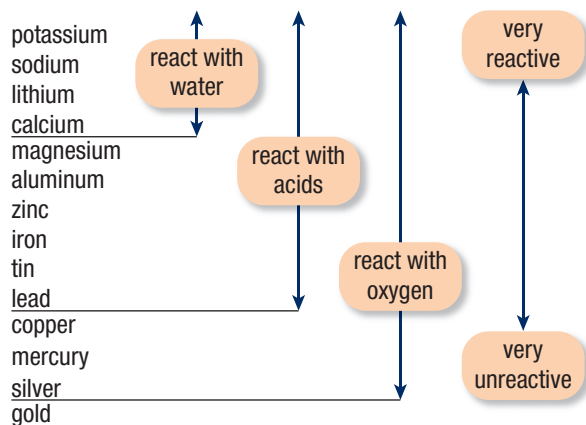 potassium
sodium
lithium
calcium
magnesium
aluminum
zinc
iron
tin
lead
copper
mercury
silver
gold
react with
water
react with
acids
react with
oxygen
very
reactive
very
unreactive